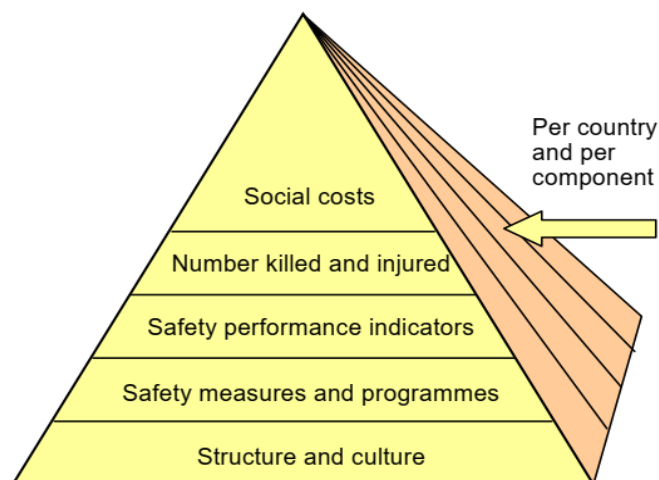 Per country
and per
component
Social costs
Number killed and injured
Safety performance indicators
Safety measures and programmes
Structure and culture